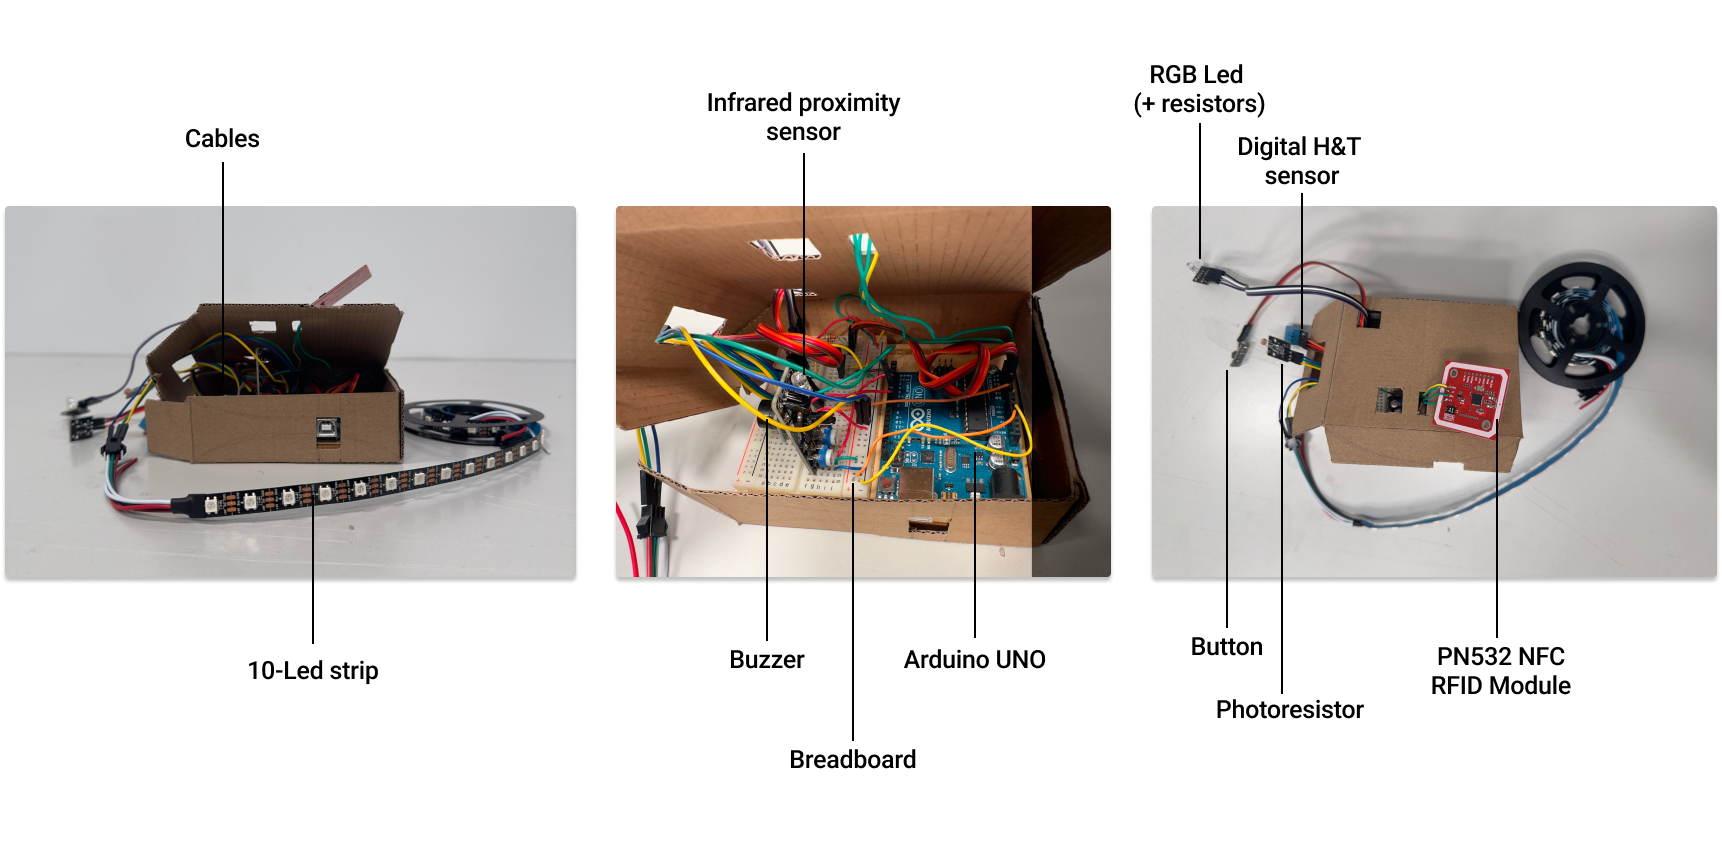 Cables
10-Led strip
Infrared proximity
sensor
Buzzer
Breadboard
Arduino UNO
RGB Led
(+ resistors)
Digital H&T
sensor
Button
Photoresistor
PN532 NFC
RFID Module